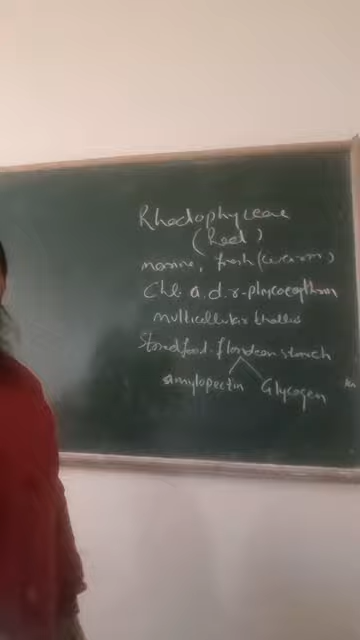 Rhodophyceae
(Red)
marine, fresh (warm)
Chl. a, d, r-phycoerythrin
multicellular thallus
Stored food - floridean starch
amylopectin Glycogen